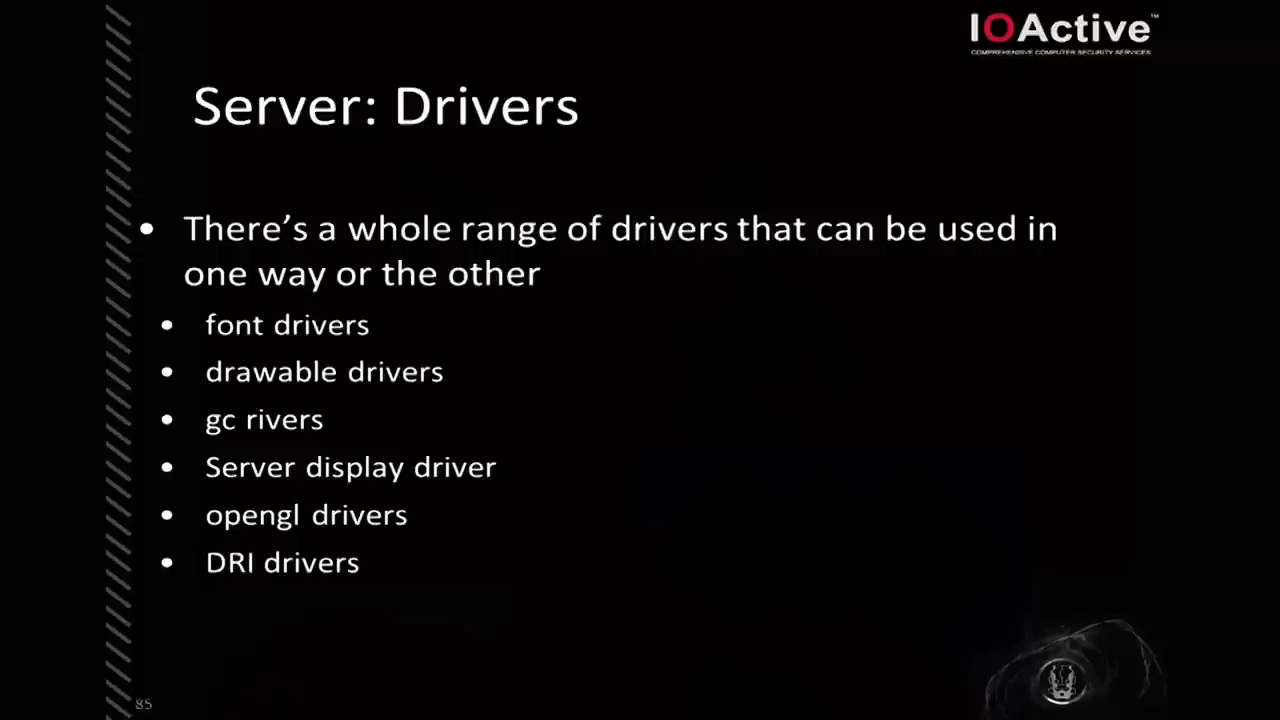 IOActive™
COMPREHENSIVE COMPUTER SECURITY SERVICES
Server: Drivers
• There’s a whole range of drivers that can be used in
one way or the other
• font drivers
• drawable drivers
• gc rivers
• Server display driver
• opengl drivers
• DRI drivers
85